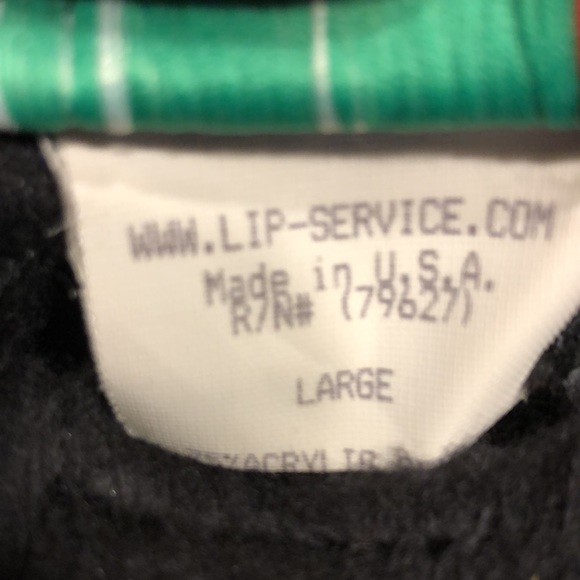 WWW.LIP-SERVICE.COM
Made in U.S.A.
R/N# (79627)
LARGE